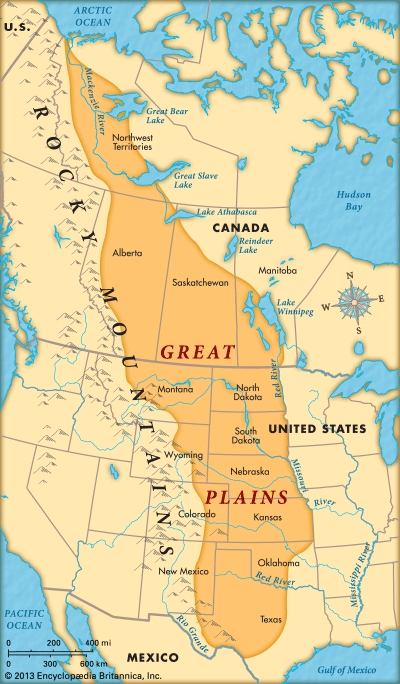 ARCTIC
OCEAN
U.S.
Mackenzie River
Great Bear
Lake
Northwest
Territories
ROCKY MOUNTAINS
Great Slave
Lake
Hudson
Bay
Lake Athabasca
CANADA
Reindeer
Lake
Alberta
Saskatchewan
Manitoba
N
W
E
S
Lake
Winnipeg
GREAT
Red River
Montana
North
Dakota
South
Dakota
UNITED STATES
Wyoming
Nebraska
Missouri
River
PLAINS
Colorado
Kansas
Oklahoma
New Mexico
Red River
Mississippi River
PACIFIC
OCEAN
Rio Grande
Texas
0 200 400 mi
0 300 600 km
MEXICO
Gulf of Mexico
© 2013 Encyclopædia Britannica, Inc.